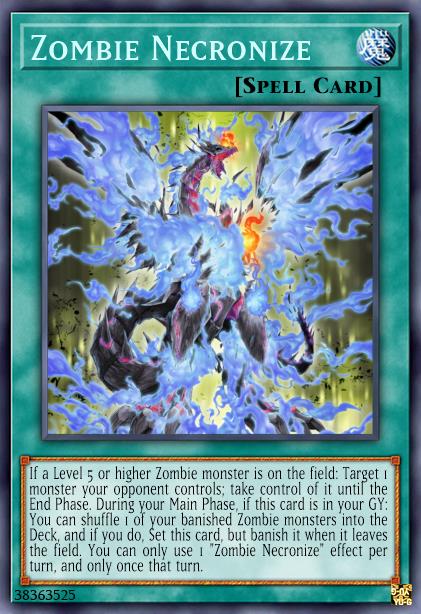 Zombie Necronize
魔
[Spell Card]
If a Level 5 or higher Zombie monster is on the field: Target 1
monster your opponent controls; take control of it until the
End Phase. During your Main Phase, if this card is in your GY:
You can shuffle 1 of your banished Zombie monsters into the
Deck, and if you do, Set this card, but banish it when it leaves
the field. You can only use 1 "Zombie Necronize" effect per
turn, and only once that turn.
38363525